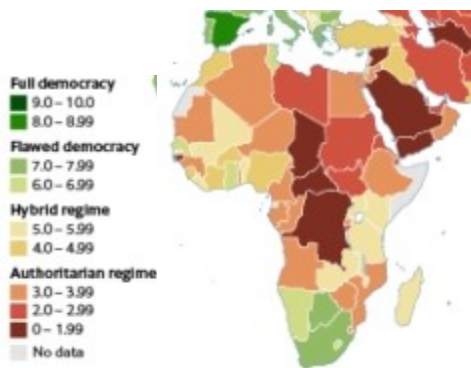 Full democracy
9.0 – 10.0
8.0 – 8.99
Flawed democracy
7.0 – 7.99
6.0 – 6.99
Hybrid regime
5.0 – 5.99
4.0 – 4.99
Authoritarian regime
3.0 – 3.99
2.0 – 2.99
0 – 1.99
No data